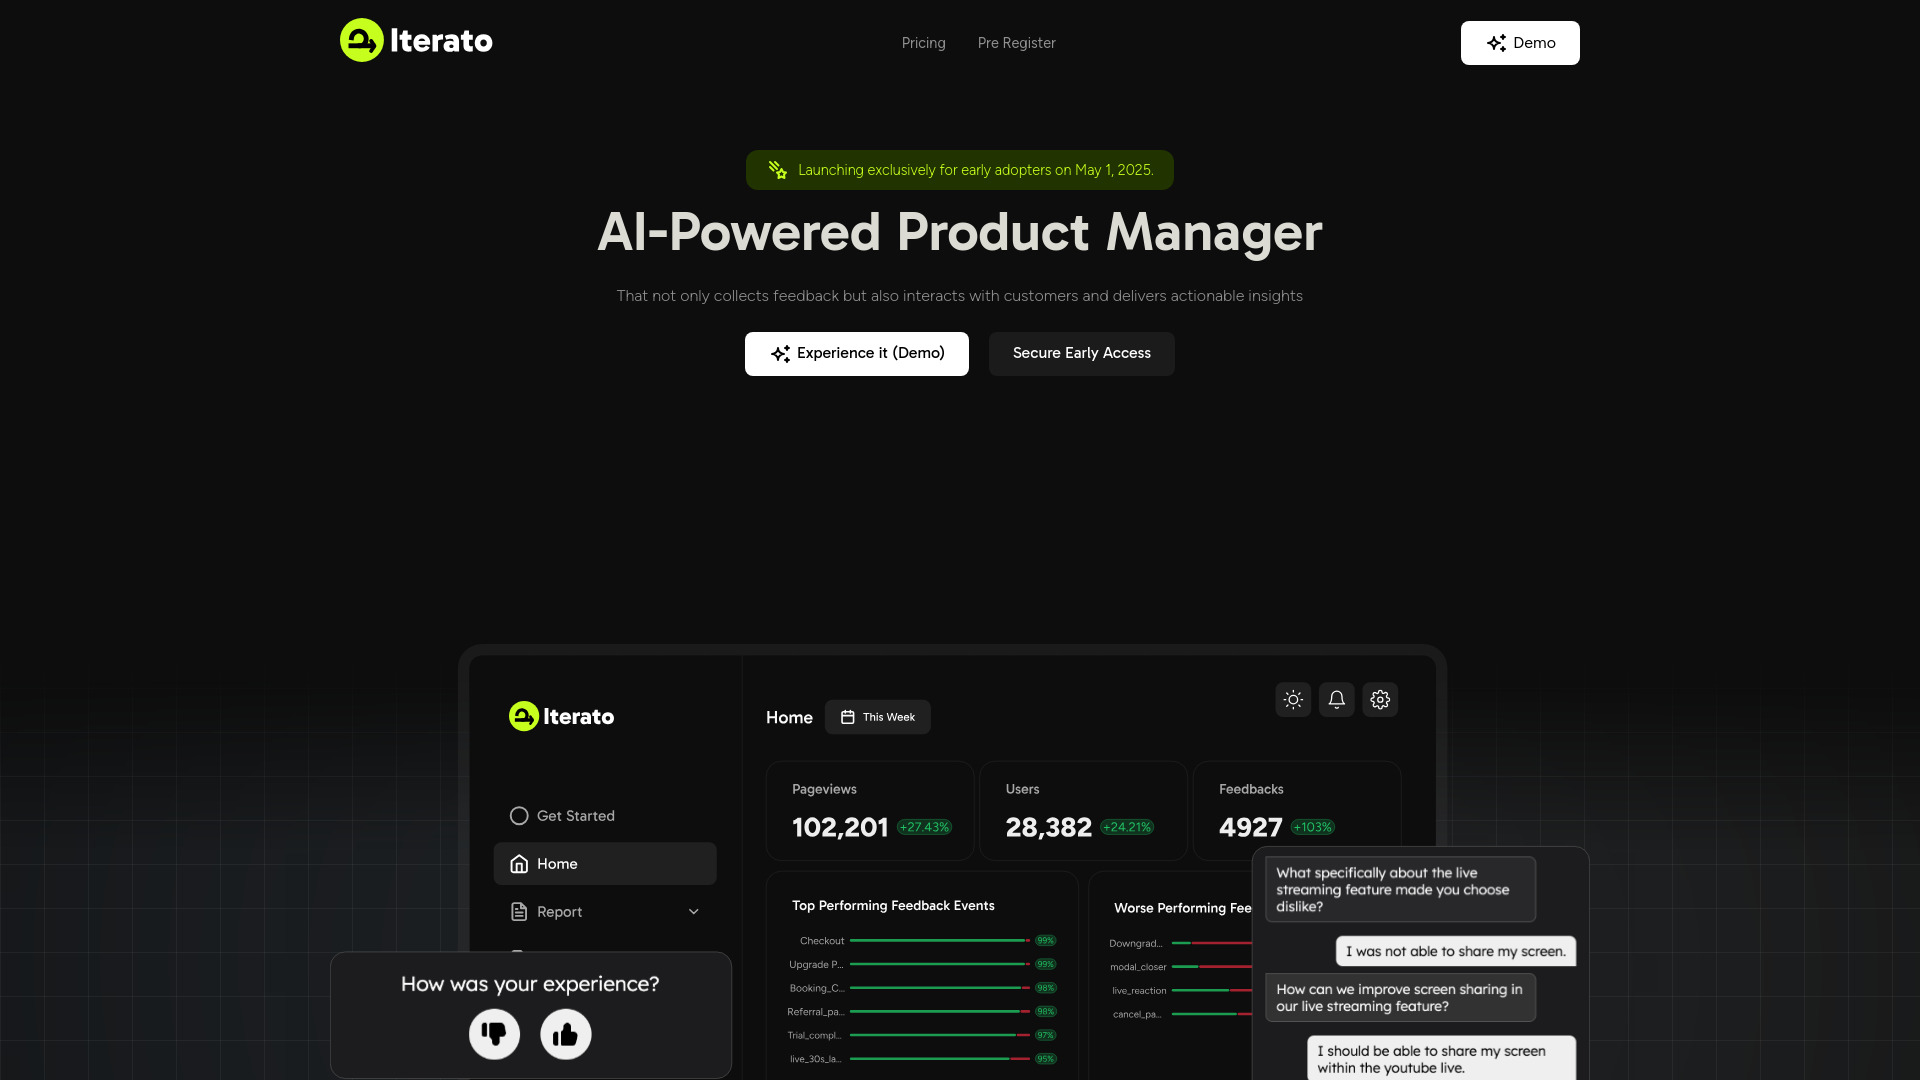 Iterato
Pricing
Pre Register
Demo
Launching exclusively for early adopters on May 1, 2025.
AI-Powered Product Manager
That not only collects feedback but also interacts with customers and delivers actionable insights
Experience it (Demo)
Secure Early Access
Iterato
Get Started
Home
Report
Home
This Week
Pageviews
102,201 +27.43%
Users
28,382 +24.21%
Feedbacks
4927 +103%
Top Performing Feedback Events
Checkout 99%
Upgrade P... 99%
Booking_C... 98%
Referral_pa... 98%
Trial_compl... 97%
live_30s_la... 95%
Worse Performing Fee
Downgrad...
modal_closer
live_reaction
cancel_pa...
How was your experience?
What specifically about the live
streaming feature made you choose
dislike?
I was not able to share my screen.
How can we improve screen sharing in
our live streaming feature?
I should be able to share my screen
within the youtube live.